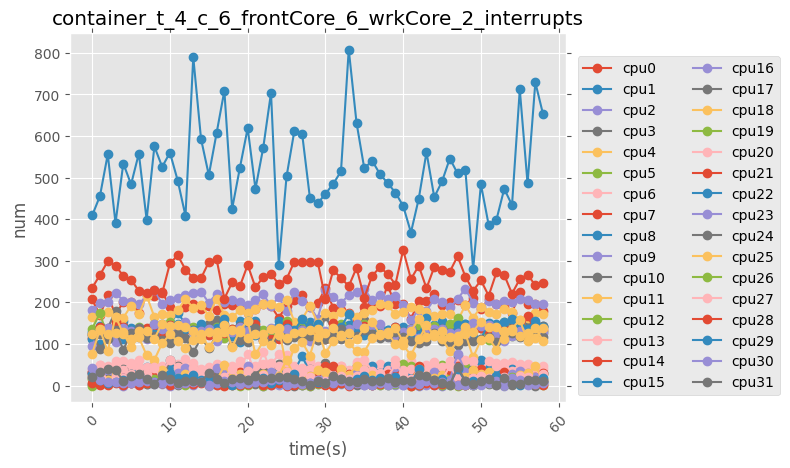 container_t_4_c_6_frontCore_6_wrkCore_2_interrupts
800
700
600
500
400
300
200
100
0
num
0
10
20
30
40
50
60
time(s)
cpu0
cpu1
cpu2
cpu3
cpu4
cpu5
cpu6
cpu7
cpu8
cpu9
cpu10
cpu11
cpu12
cpu13
cpu14
cpu15
cpu16
cpu17
cpu18
cpu19
cpu20
cpu21
cpu22
cpu23
cpu24
cpu25
cpu26
cpu27
cpu28
cpu29
cpu30
cpu31